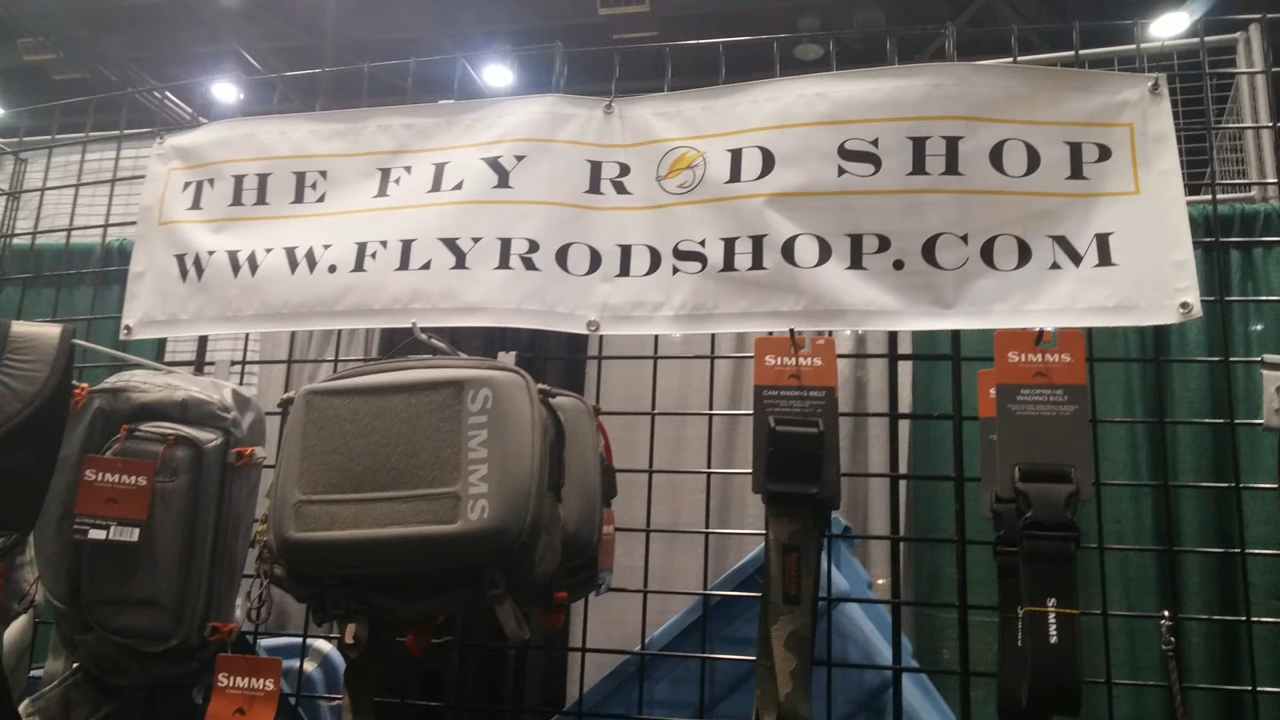 THE FLY ROD SHOP
WWW.FLYRODSHOP.COM
SIMMS
SIMMS
CAM WADING BELT
SIMMS
NEOPRENE
WADING BELT
SIMMS
SIMMS
SIMMS